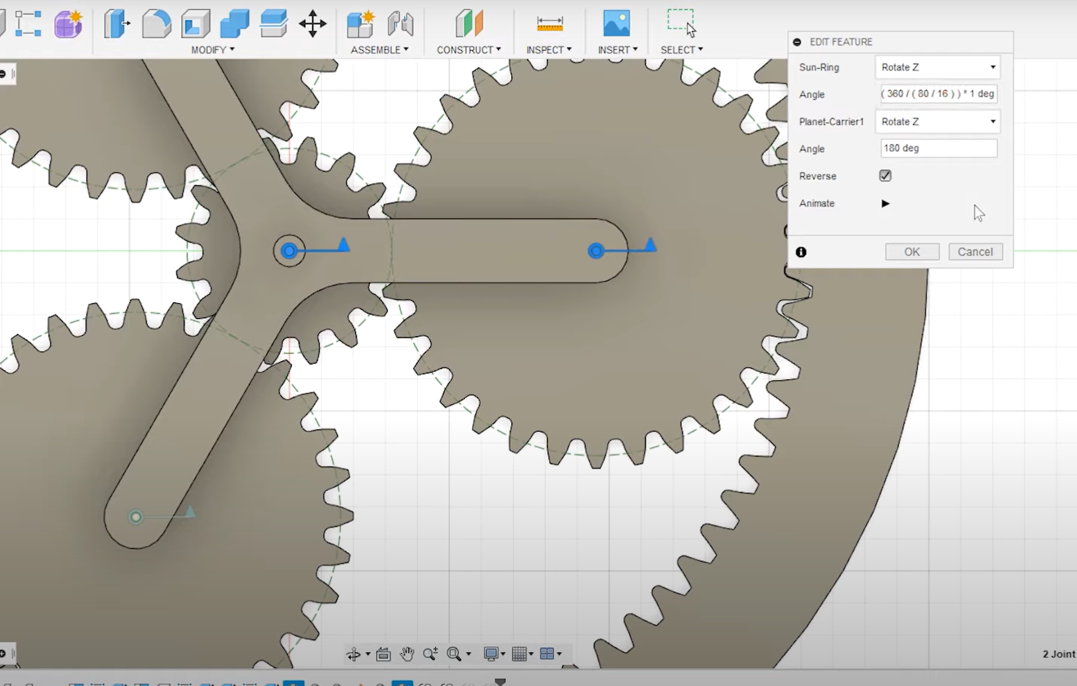 MODIFY ▾
ASSEMBLE ▾
CONSTRUCT ▾
INSPECT ▾
INSERT ▾
SELECT ▾
EDIT FEATURE
Sun-Ring Rotate Z
Angle ( 360 / ( 80 / 16 ) ) * 1 deg
Planet-Carrier1 Rotate Z
Angle 180 deg
Reverse
Animate
OK Cancel
2 Joint